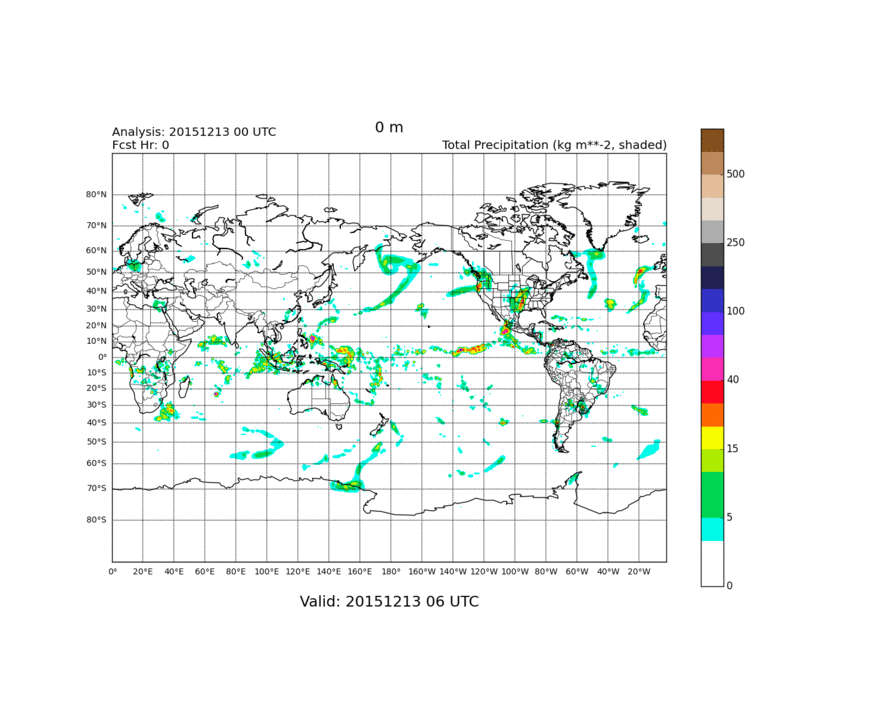 0 m
Analysis: 20151213 00 UTC
Fcst Hr: 0
Total Precipitation (kg m**-2, shaded)
80°N
70°N
60°N
50°N
40°N
30°N
20°N
10°N
0°
10°S
20°S
30°S
40°S
50°S
60°S
70°S
80°S
0° 20°E 40°E 60°E 80°E 100°E 120°E 140°E 160°E 180° 160°W 140°W 120°W 100°W 80°W 60°W 40°W 20°W
500
250
100
40
15
5
0
Valid: 20151213 06 UTC